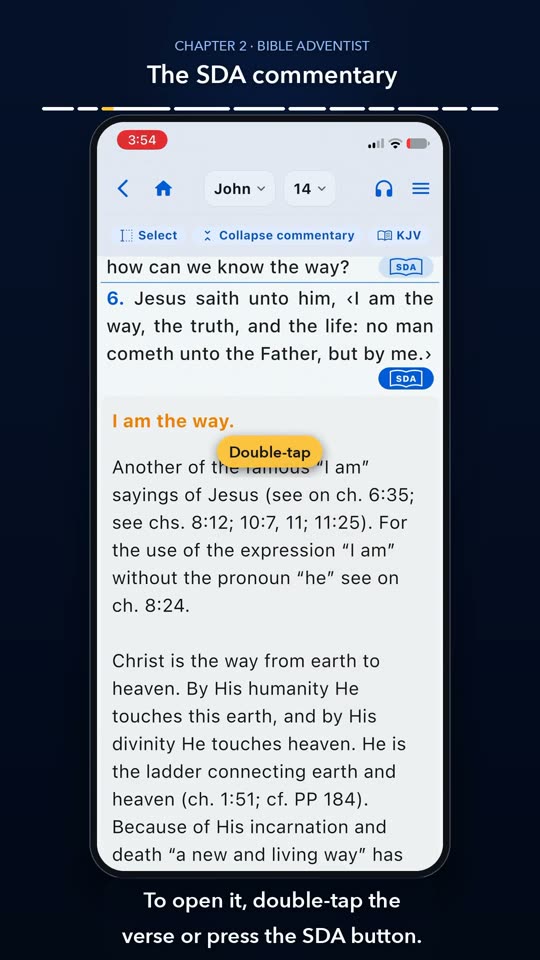 CHAPTER 2 · BIBLE ADVENTIST
The SDA commentary
3:54
John 14
Select Collapse commentary KJV
how can we know the way? SDA
6. Jesus saith unto him, ‹I am the
way, the truth, and the life: no man
cometh unto the Father, but by me.›
SDA
I am the way.
Double-tap
Another of the famous “I am”
sayings of Jesus (see on ch. 6:35;
see chs. 8:12; 10:7, 11; 11:25). For
the use of the expression “I am”
without the pronoun “he” see on
ch. 8:24.
Christ is the way from earth to
heaven. By His humanity He
touches this earth, and by His
divinity He touches heaven. He is
the ladder connecting earth and
heaven (ch. 1:51; cf. PP 184).
Because of His incarnation and
death “a new and living way” has
To open it, double-tap the
verse or press the SDA button.